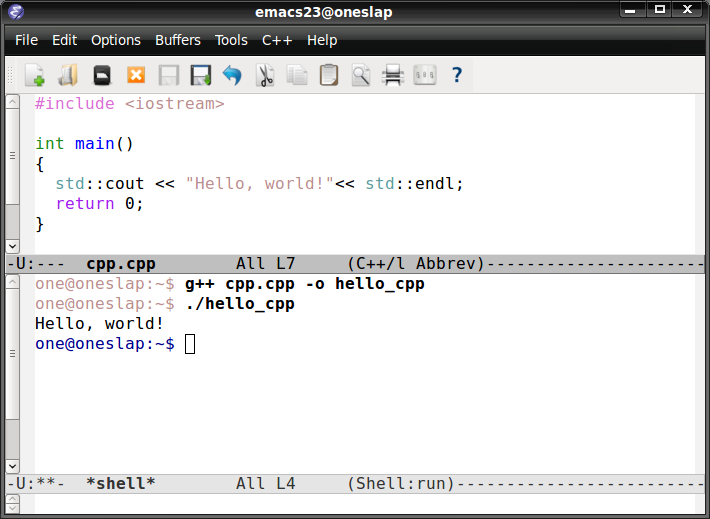 emacs23@oneslap
File Edit Options Buffers Tools C++ Help
?
#include <iostream>
int main()
{
  std::cout << "Hello, world!"<< std::endl;
  return 0;
}
-U:---  cpp.cpp        All L7     (C++/l Abbrev)----------------------
one@oneslap:~$ g++ cpp.cpp -o hello_cpp
one@oneslap:~$ ./hello_cpp
Hello, world!
one@oneslap:~$
-U:**-  *shell*        All L4     (Shell:run)-------------------------